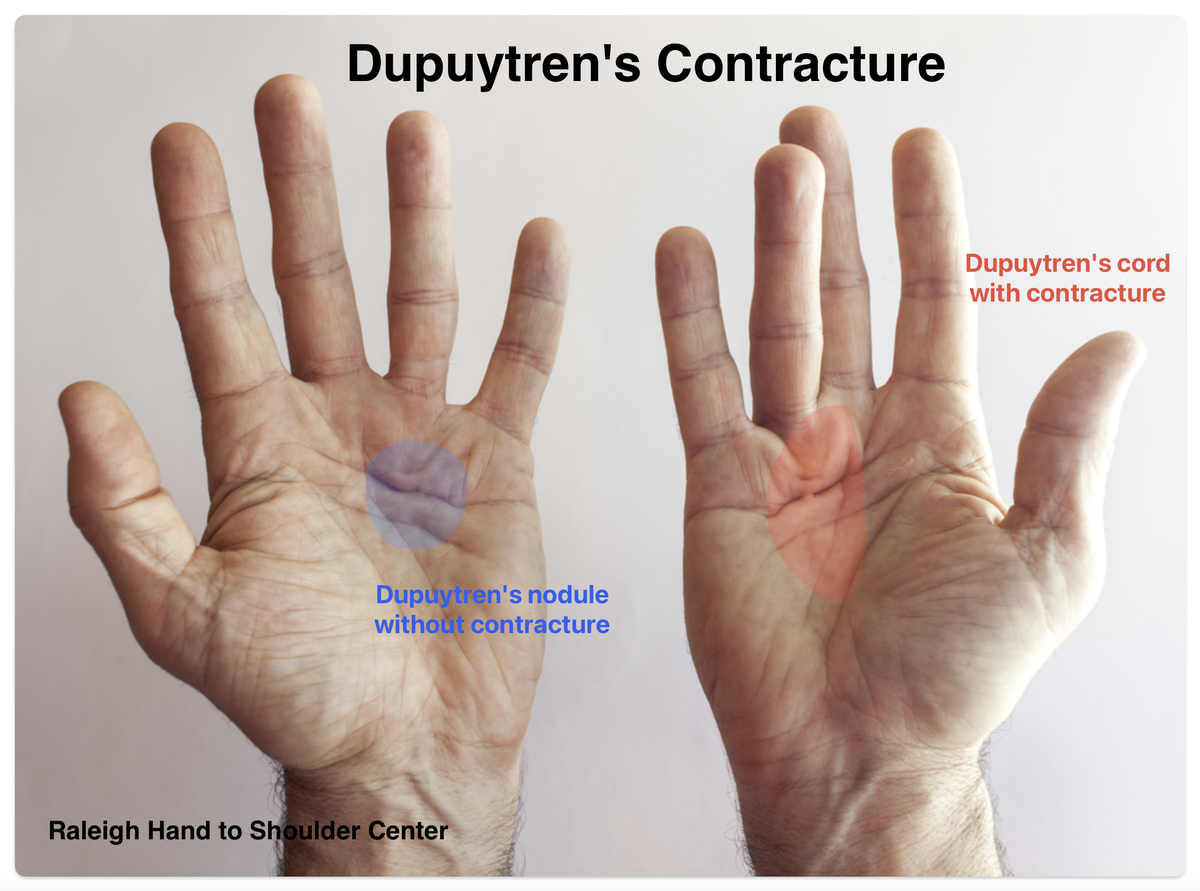 Dupuytren's Contracture
Dupuytren's cord
with contracture
Dupuytren's nodule
without contracture
Raleigh Hand to Shoulder Center